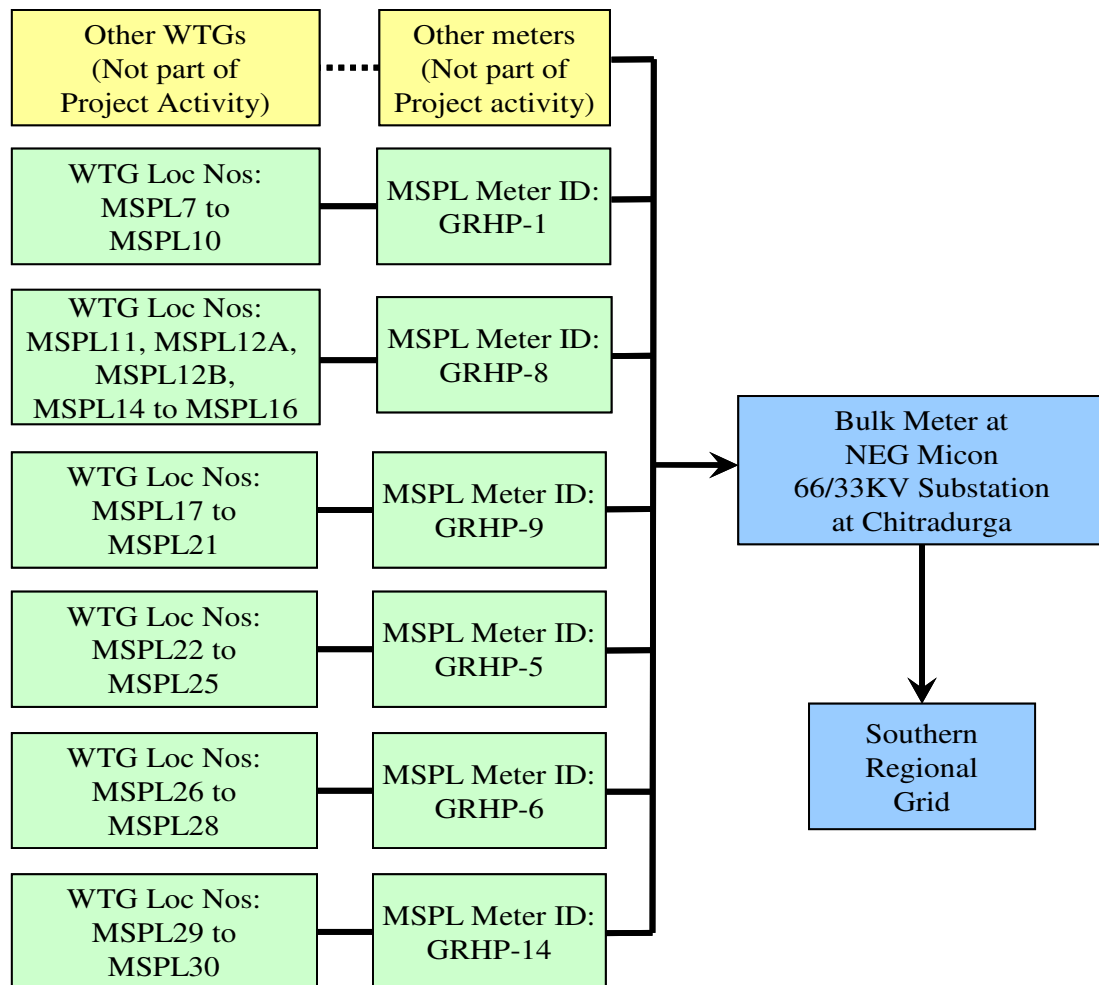 Other WTGs
(Not part of
Project Activity)
Other meters
(Not part of
Project activity)
WTG Loc Nos:
MSPL7 to
MSPL10
MSPL Meter ID:
GRHP-1
WTG Loc Nos:
MSPL11, MSPL12A,
MSPL12B,
MSPL14 to MSPL16
MSPL Meter ID:
GRHP-8
WTG Loc Nos:
MSPL17 to
MSPL21
MSPL Meter ID:
GRHP-9
WTG Loc Nos:
MSPL22 to
MSPL25
MSPL Meter ID:
GRHP-5
WTG Loc Nos:
MSPL26 to
MSPL28
MSPL Meter ID:
GRHP-6
WTG Loc Nos:
MSPL29 to
MSPL30
MSPL Meter ID:
GRHP-14
Bulk Meter at
NEG Micon
66/33KV Substation
at Chitradurga
Southern
Regional
Grid